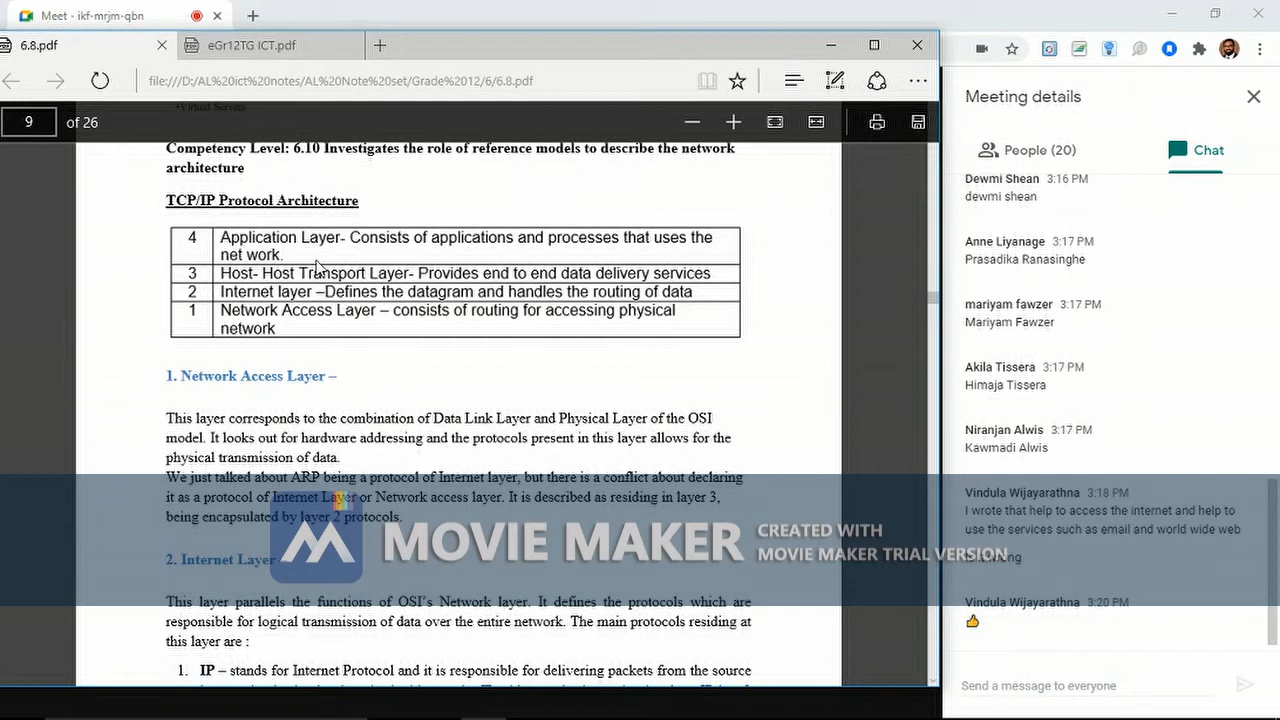 Meet - ikf-mrjm-qbn
6.8.pdf
eGr12TG ICT.pdf
file:///D:/AL%20ict%20notes/AL%20Note%20set/Grade%2012/6/6.8.pdf
•Virtual Servers
9 of 26
Competency Level: 6.10 Investigates the role of reference models to describe the network
architecture
TCP/IP Protocol Architecture
4 Application Layer- Consists of applications and processes that uses the
net work.
3 Host- Host Transport Layer- Provides end to end data delivery services
2 Internet layer –Defines the datagram and handles the routing of data
1 Network Access Layer – consists of routing for accessing physical
network
1. Network Access Layer –
This layer corresponds to the combination of Data Link Layer and Physical Layer of the OSI
model. It looks out for hardware addressing and the protocols present in this layer allows for the
physical transmission of data.
We just talked about ARP being a protocol of Internet layer, but there is a conflict about declaring
it as a protocol of Internet Layer or Network access layer. It is described as residing in layer 3,
being encapsulated by layer 2 protocols.
2. Internet Layer
This layer parallels the functions of OSI's Network layer. It defines the protocols which are
responsible for logical transmission of data over the entire network. The main protocols residing at
this layer are :
1. IP – stands for Internet Protocol and it is responsible for delivering packets from the source
MOVIE MAKER
CREATED WITH
MOVIE MAKER TRIAL VERSION
Meeting details
People (20)
Chat
Dewmi Shean 3:16 PM
dewmi shean
Anne Liyanage 3:17 PM
Prasadika Ranasinghe
mariyam fawzer 3:17 PM
Mariyam Fawzer
Akila Tissera 3:17 PM
Himaja Tissera
Niranjan Alwis 3:17 PM
Kawmadi Alwis
Vindula Wijayarathna 3:18 PM
I wrote that help to access the internet and help to
use the services such as email and world wide web
wrong
Vindula Wijayarathna 3:20 PM
👍
Send a message to everyone